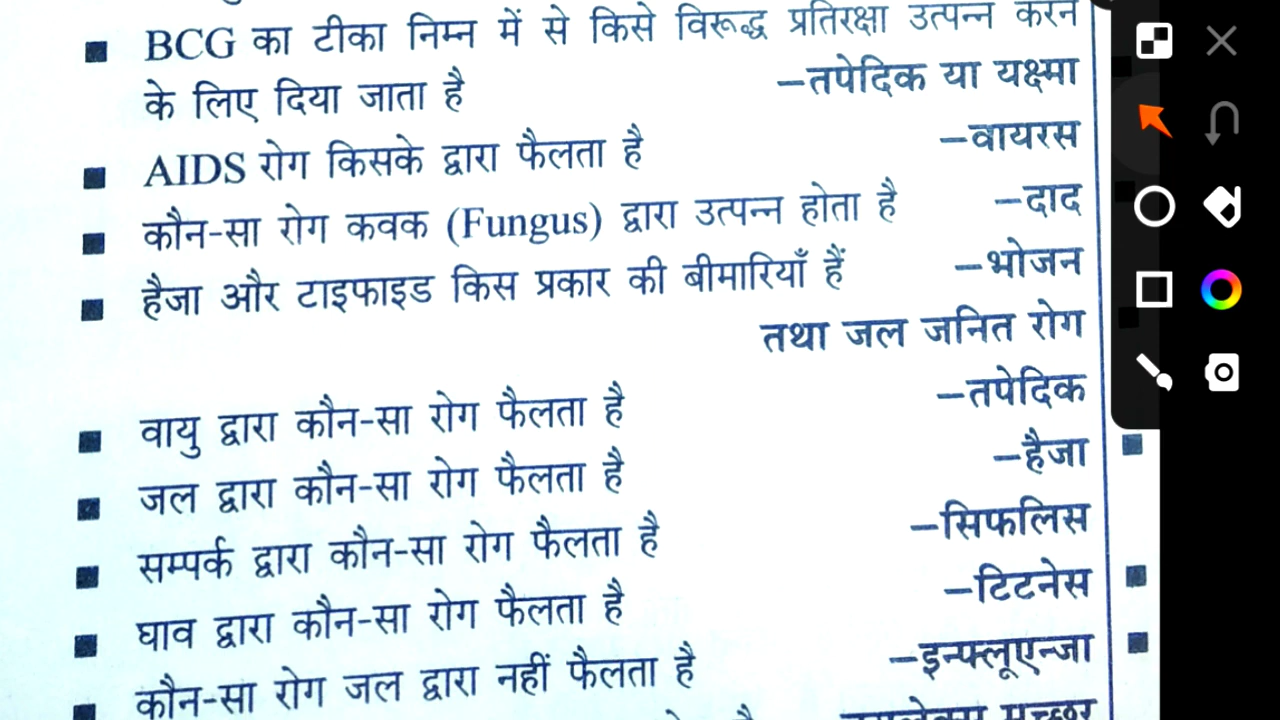 BCG का टीका निम्न में से किसे विरूद्ध प्रतिरक्षा उत्पन्न करने
के लिए दिया जाता है –तपेदिक या यक्ष्मा
AIDS रोग किसके द्वारा फैलता है –वायरस
कौन-सा रोग कवक (Fungus) द्वारा उत्पन्न होता है –दाद
हैजा और टाइफाइड किस प्रकार की बीमारियाँ हैं –भोजन
तथा जल जनित रोग
वायु द्वारा कौन-सा रोग फैलता है –तपेदिक
जल द्वारा कौन-सा रोग फैलता है –हैजा
सम्पर्क द्वारा कौन-सा रोग फैलता है –सिफलिस
घाव द्वारा कौन-सा रोग फैलता है –टिटनेस
कौन-सा रोग जल द्वारा नहीं फैलता है –इन्फ्लूएन्जा
मच्छर